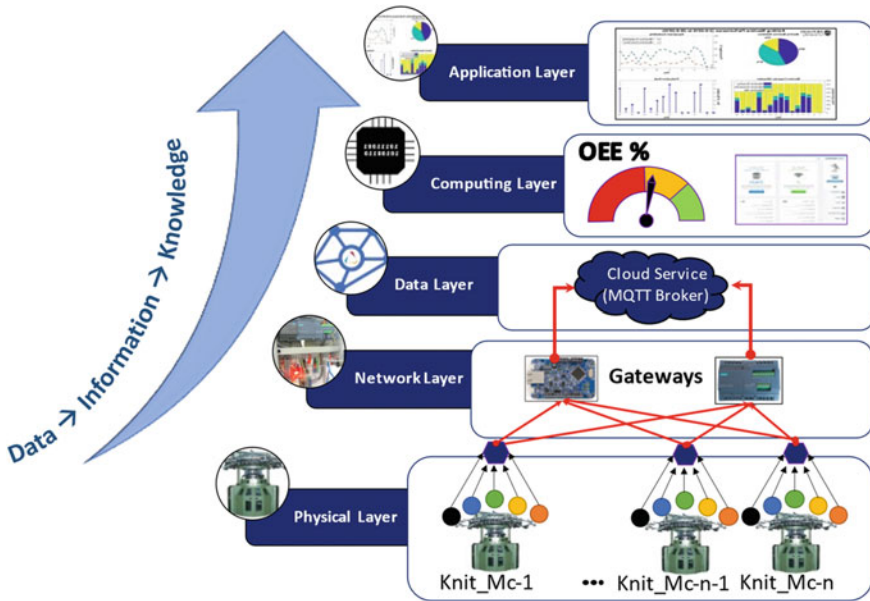 Application Layer
OEE %
Computing Layer
Cloud Service
(MQTT Broker)
Data Layer
Gateways
Network Layer
Data → Information → Knowledge
Physical Layer
Knit_Mc-1
••• Knit_Mc-n-1
Knit_Mc-n